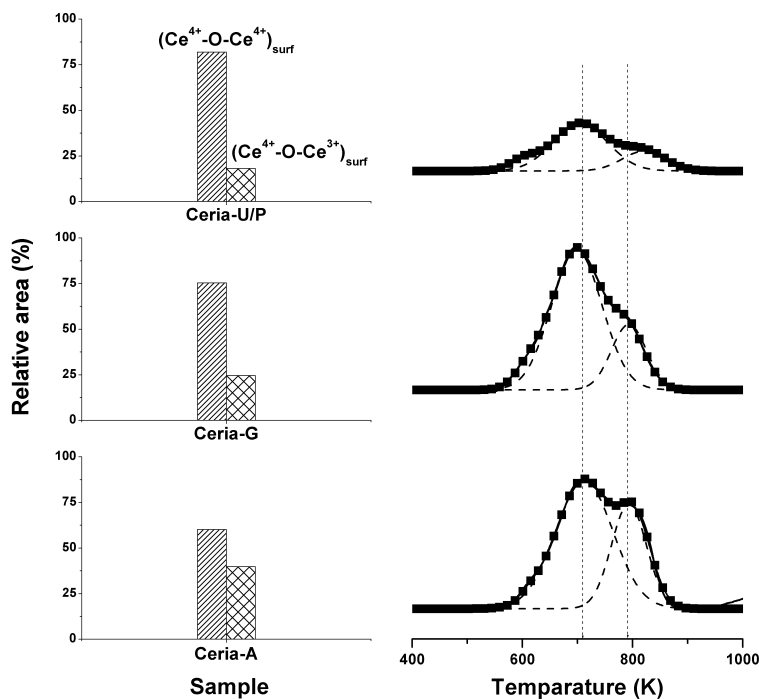 100
75
50
25
0
(Ce⁴⁺-O-Ce⁴⁺)surf
(Ce⁴⁺-O-Ce³⁺)surf
Ceria-U/P
100
75
50
25
0
Ceria-G
Relative area (%)
75
50
25
0
Ceria-A
Sample
400 600 800 1000
Temparature (K)